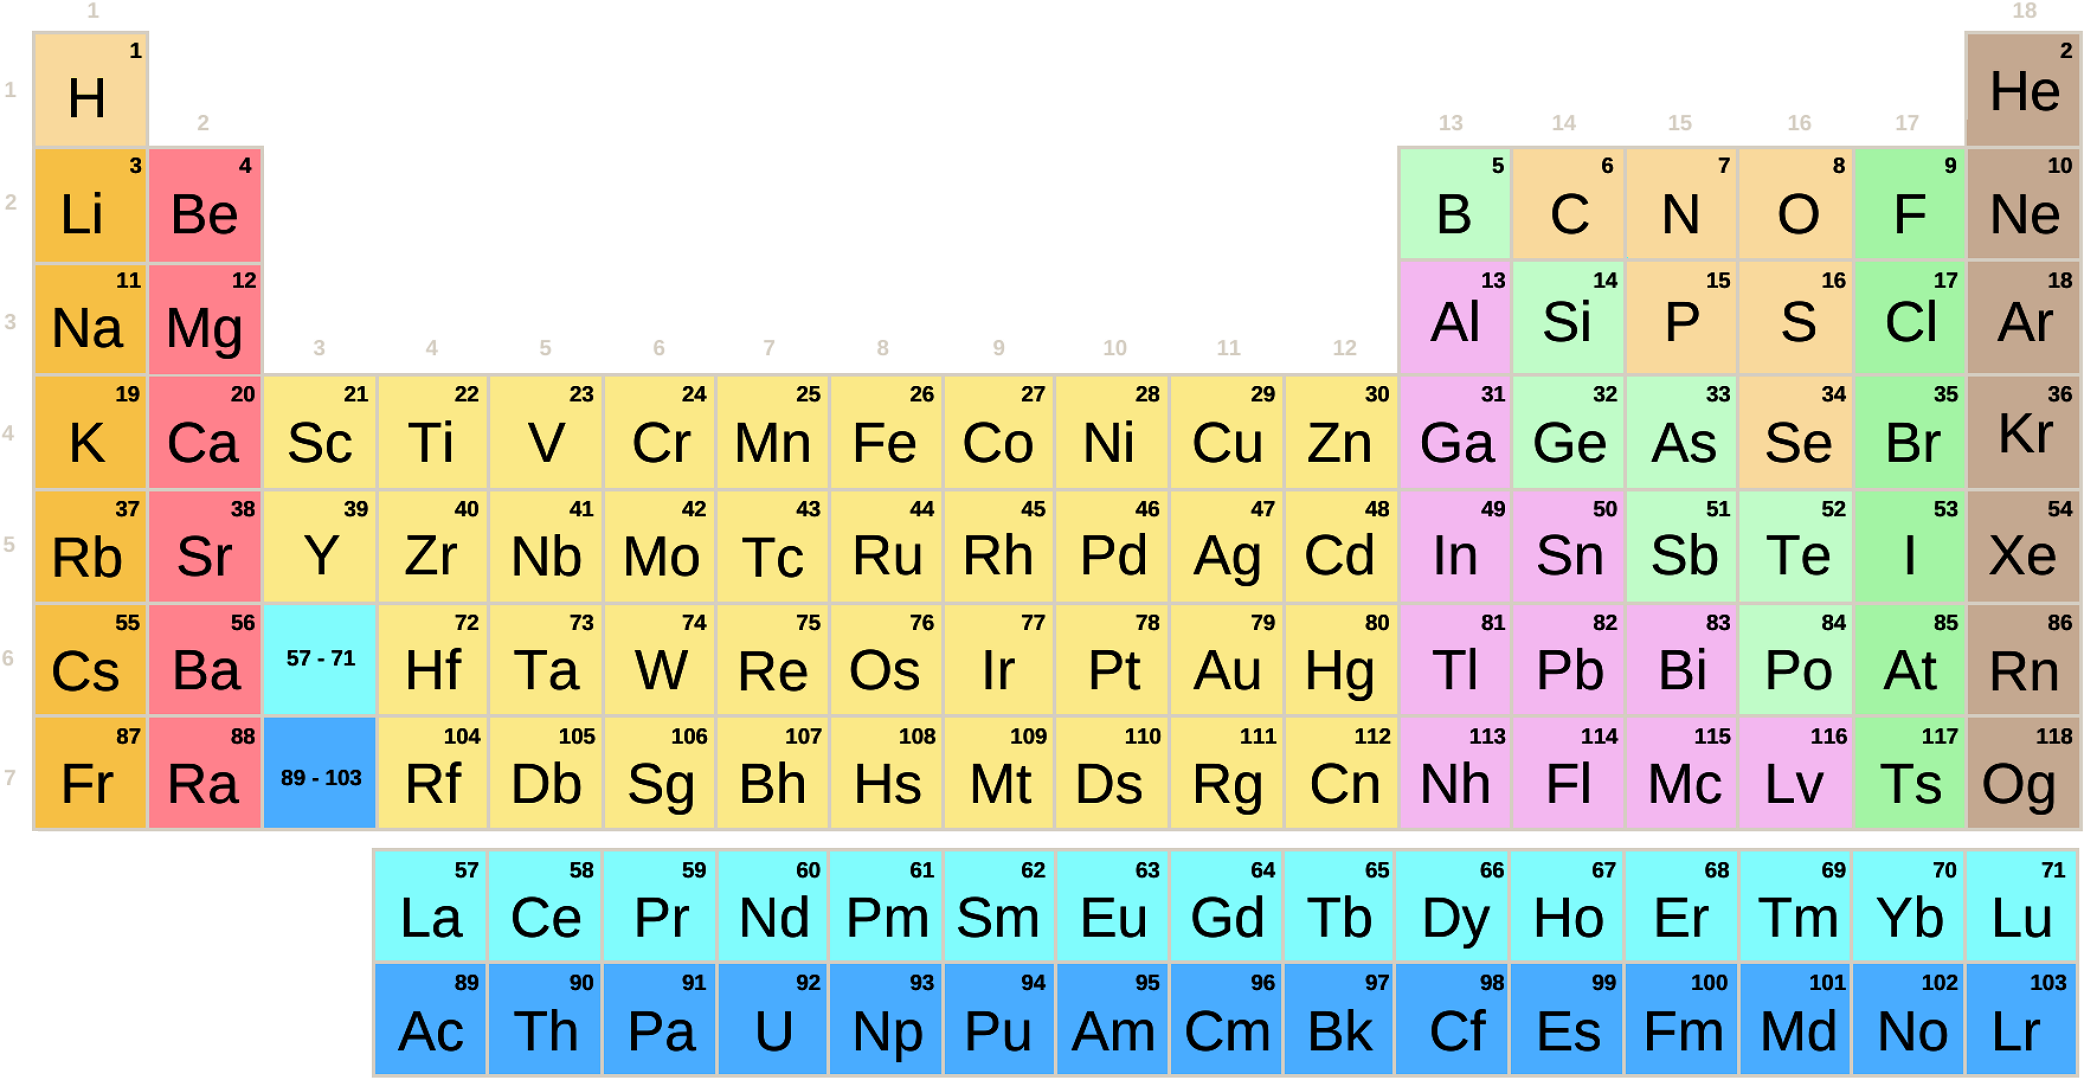 1 18
1 2
H He
1 2 13 14 15 16 17
3 4 5 6 7 8 9 10
2 Li Be B C N O F Ne
11 12 13 14 15 16 17 18
3 Na Mg Al Si P S Cl Ar
3 4 5 6 7 8 9 10 11 12
19 20 21 22 23 24 25 26 27 28 29 30 31 32 33 34 35 36
4 K Ca Sc Ti V Cr Mn Fe Co Ni Cu Zn Ga Ge As Se Br Kr
37 38 39 40 41 42 43 44 45 46 47 48 49 50 51 52 53 54
5 Rb Sr Y Zr Nb Mo Tc Ru Rh Pd Ag Cd In Sn Sb Te I Xe
55 56 72 73 74 75 76 77 78 79 80 81 82 83 84 85 86
6 Cs Ba 57 - 71 Hf Ta W Re Os Ir Pt Au Hg Tl Pb Bi Po At Rn
87 88 104 105 106 107 108 109 110 111 112 113 114 115 116 117 118
7 Fr Ra 89 - 103 Rf Db Sg Bh Hs Mt Ds Rg Cn Nh Fl Mc Lv Ts Og
57 58 59 60 61 62 63 64 65 66 67 68 69 70 71
La Ce Pr Nd Pm Sm Eu Gd Tb Dy Ho Er Tm Yb Lu
89 90 91 92 93 94 95 96 97 98 99 100 101 102 103
Ac Th Pa U Np Pu Am Cm Bk Cf Es Fm Md No Lr